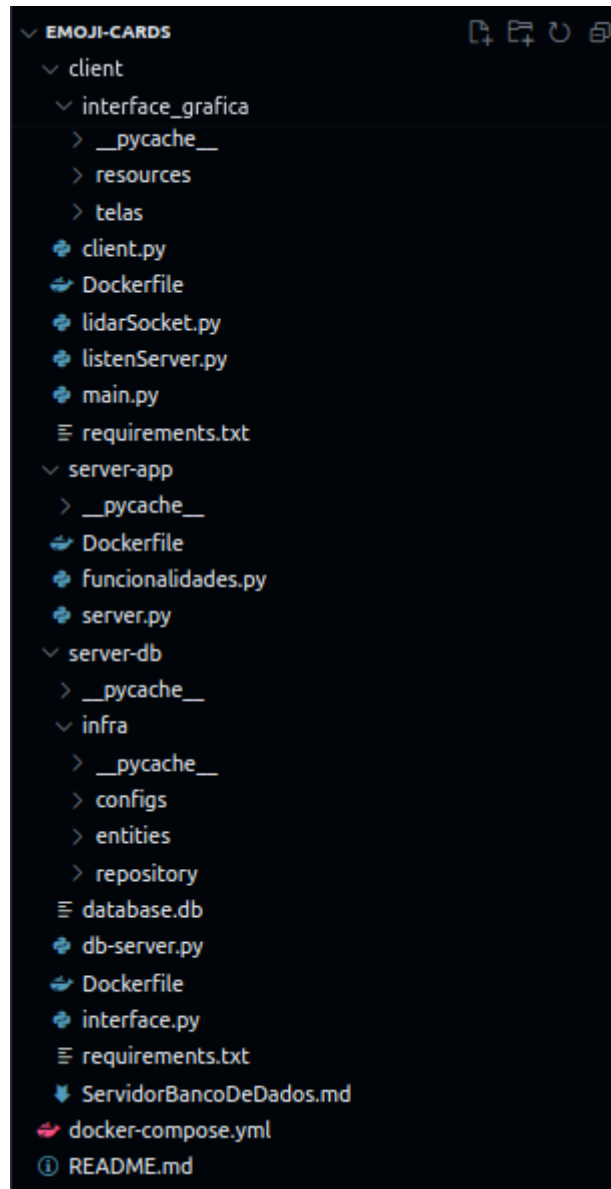 EMOJI-CARDS
client
interface_grafica
__pycache__
resources
telas
client.py
Dockerfile
lidarSocket.py
listenServer.py
main.py
requirements.txt
server-app
__pycache__
Dockerfile
funcionalidades.py
server.py
server-db
__pycache__
infra
__pycache__
configs
entities
repository
database.db
db-server.py
Dockerfile
interface.py
requirements.txt
ServidorBancoDeDados.md
docker-compose.yml
README.md